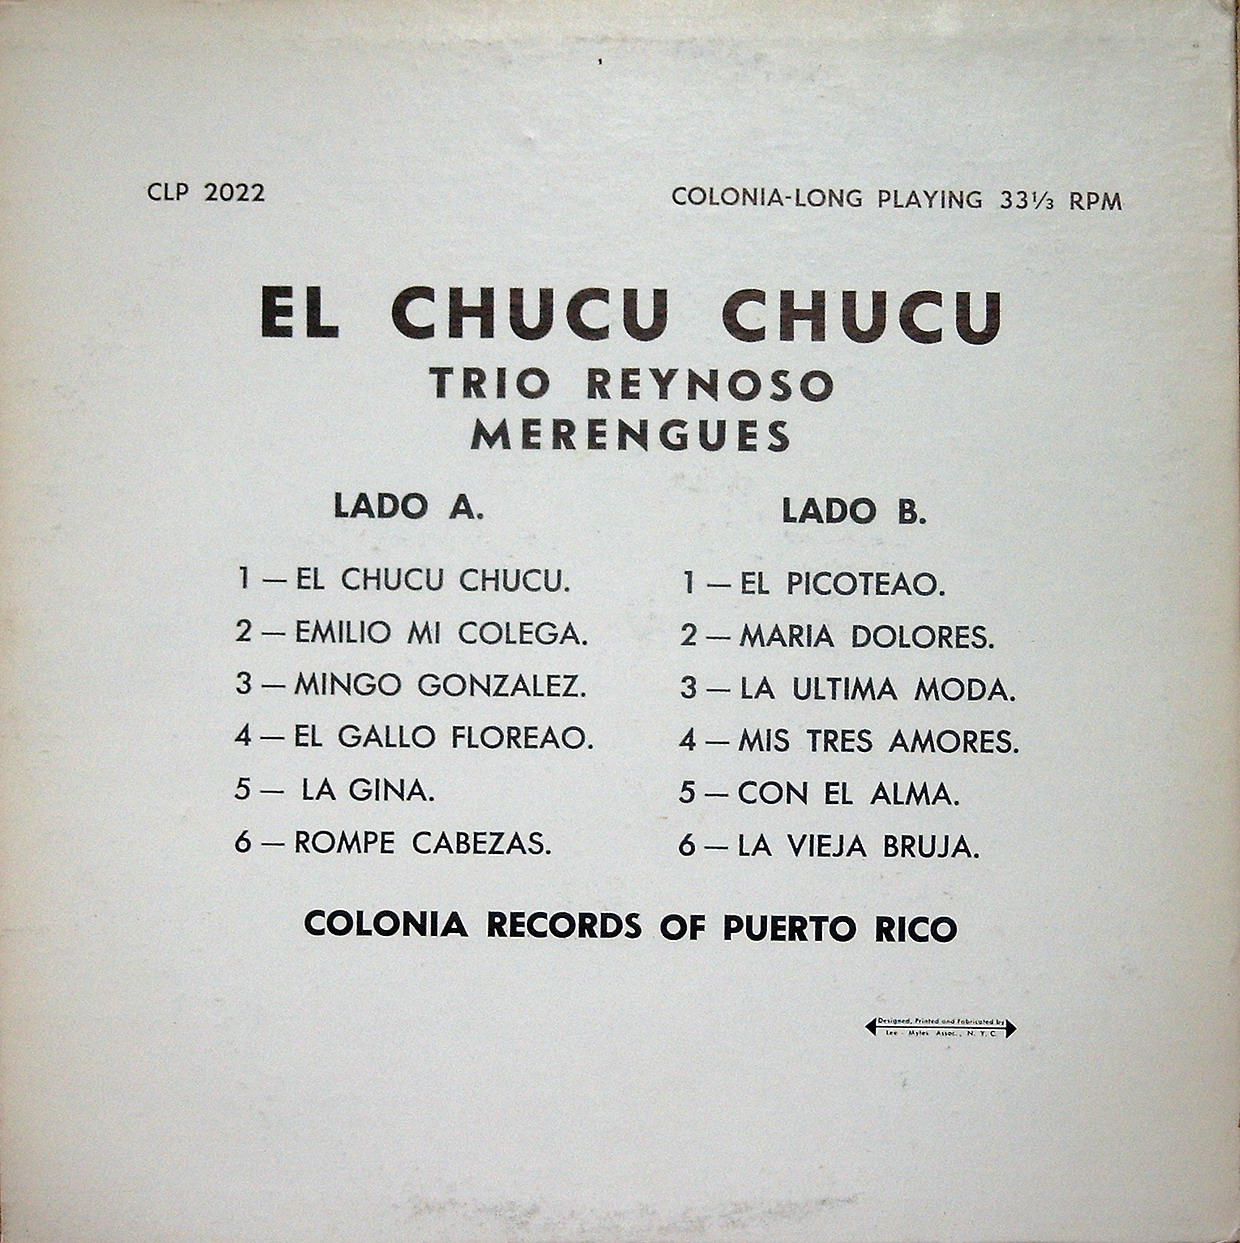 CLP 2022
COLONIA-LONG PLAYING 33⅓ RPM
EL CHUCU CHUCU
TRIO REYNOSO
MERENGUES
LADO A.
1 — EL CHUCU CHUCU.
2 — EMILIO MI COLEGA.
3 — MINGO GONZALEZ.
4 — EL GALLO FLOREAO.
5 — LA GINA.
6 — ROMPE CABEZAS.
LADO B.
1 — EL PICOTEAO.
2 — MARIA DOLORES.
3 — LA ULTIMA MODA.
4 — MIS TRES AMORES.
5 — CON EL ALMA.
6 — LA VIEJA BRUJA.
COLONIA RECORDS OF PUERTO RICO
Designed, Printed and Fabricated by
Lee - Myles Assoc., N. Y. C.